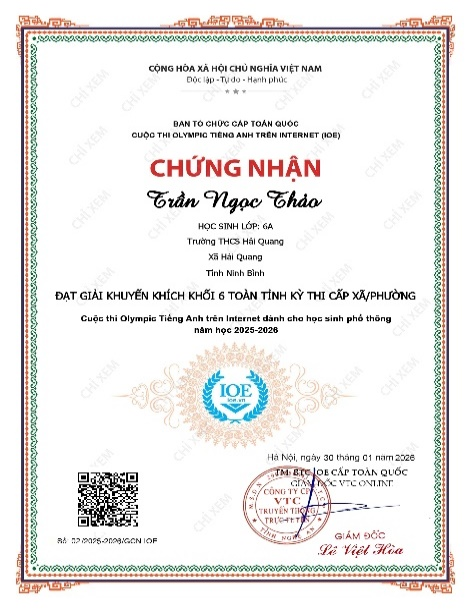 CỘNG HÒA XÃ HỘI CHỦ NGHĨA VIỆT NAM
Độc lập - Tự do - Hạnh phúc
BAN TỔ CHỨC CẤP TOÀN QUỐC
CUỘC THI OLYMPIC TIẾNG ANH TRÊN INTERNET (IOE)
CHỨNG NHẬN
Trần Ngọc Thảo
HỌC SINH LỚP: 6A
Trường THCS Hải Quang
Xã Hải Quang
Tỉnh Ninh Bình
ĐẠT GIẢI KHUYẾN KHÍCH KHỐI 6 TOÀN TỈNH KỲ THI CẤP XÃ/PHƯỜNG
Cuộc thi Olympic Tiếng Anh trên Internet dành cho học sinh phổ thông
năm học 2025-2026
IOE
IOE.VN
Hà Nội, ngày 30 tháng 01 năm 2026
TM. BTC IOE CẤP TOÀN QUỐC
GIÁM ĐỐC VTC ONLINE
CÔNG TY
VTC
TRUYỀN THÔNG
TRỰC TUYẾN
GIÁM ĐỐC
Lê Việt Hòa
Số: 02/2025-2026/GCN IOE
CHỈ XEM